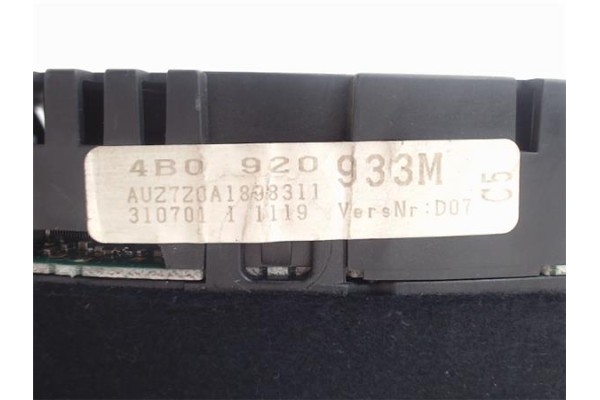 4B0 920 933M
AUZ7Z0A1898311
310701 1 1119 VersNr:D07
C5